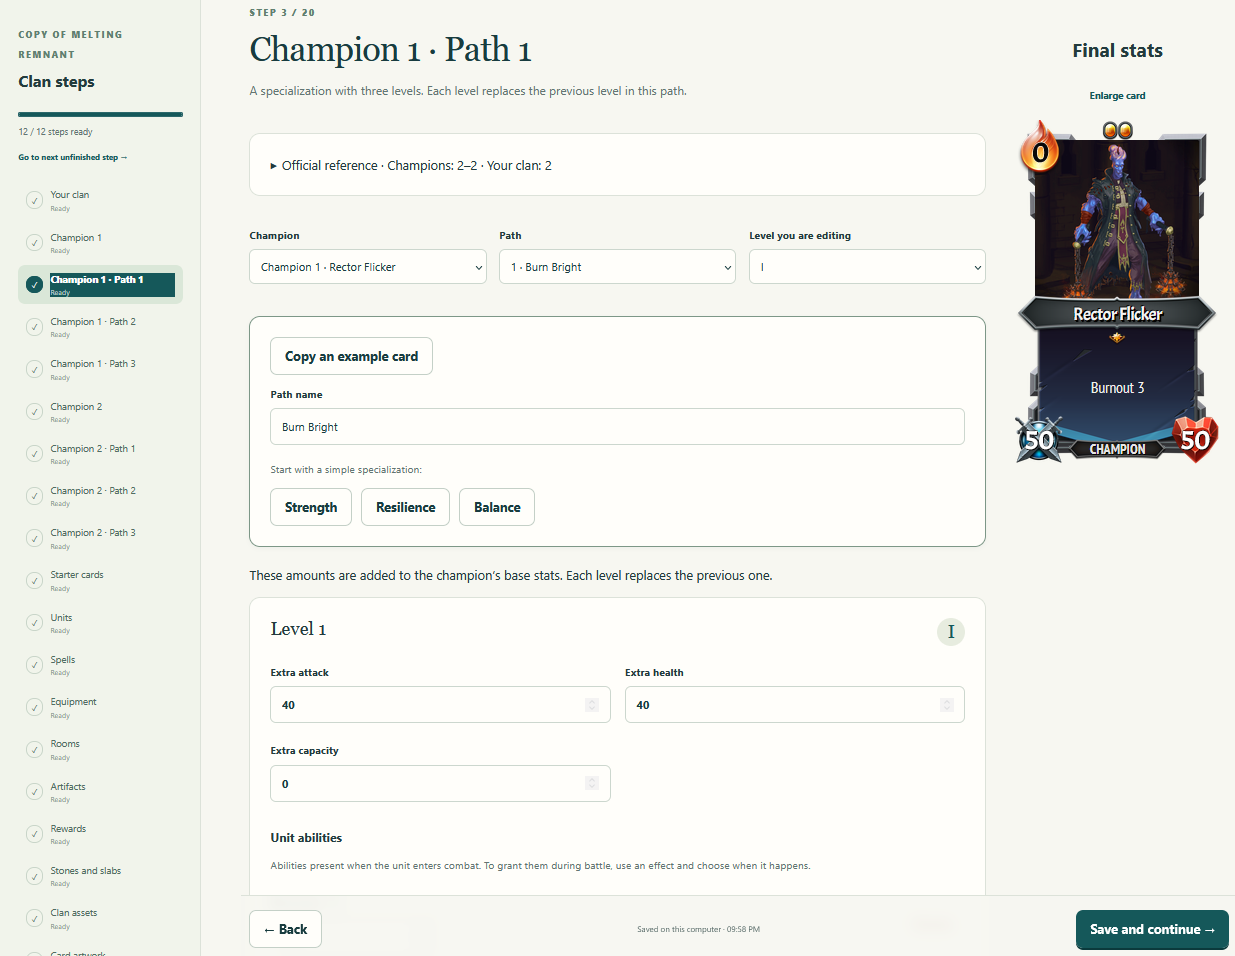 COPY OF MELTING
REMNANT
Clan steps
12 / 12 steps ready
Go to next unfinished step →
✓ Your clan
Ready
✓ Champion 1
Ready
✓ Champion 1 · Path 1
Ready
✓ Champion 1 · Path 2
Ready
✓ Champion 1 · Path 3
Ready
✓ Champion 2
Ready
✓ Champion 2 · Path 1
Ready
✓ Champion 2 · Path 2
Ready
✓ Champion 2 · Path 3
Ready
✓ Starter cards
Ready
✓ Units
Ready
✓ Spells
Ready
✓ Equipment
Ready
✓ Rooms
Ready
✓ Artifacts
Ready
✓ Rewards
Ready
✓ Stones and slabs
Ready
✓ Clan assets
Ready
Card artwork
STEP 3 / 20
Champion 1 · Path 1
A specialization with three levels. Each level replaces the previous level in this path.
▸ Official reference · Champions: 2–2 · Your clan: 2
Champion
Path
Level you are editing
Champion 1 · Rector Flicker
1 · Burn Bright
I
Copy an example card
Path name
Burn Bright
Start with a simple specialization:
Strength
Resilience
Balance
These amounts are added to the champion's base stats. Each level replaces the previous one.
Level 1
I
Extra attack
Extra health
40
40
Extra capacity
0
Unit abilities
Abilities present when the unit enters combat. To grant them during battle, use an effect and choose when it happens.
← Back
Saved on this computer · 09:58 PM
Save and continue →
Final stats
Enlarge card
0
Rector Flicker
Burnout 3
50
CHAMPION
50